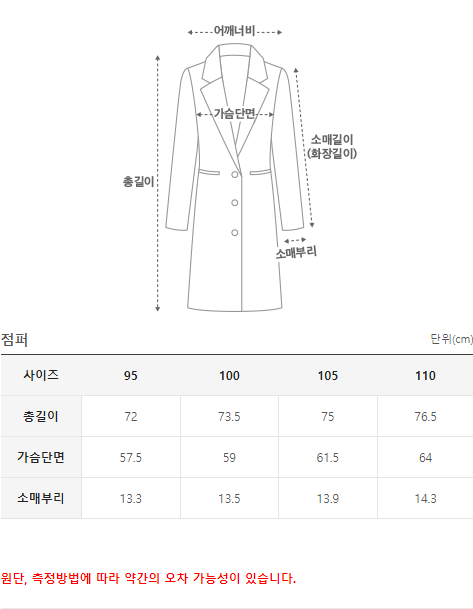 어깨너비
가슴단면
소매길이
(화장길이)
총길이
소매부리
점퍼 단위(cm)
사이즈 95 100 105 110
총길이 72 73.5 75 76.5
가슴단면 57.5 59 61.5 64
소매부리 13.3 13.5 13.9 14.3
원단, 측정방법에 따라 약간의 오차 가능성이 있습니다.